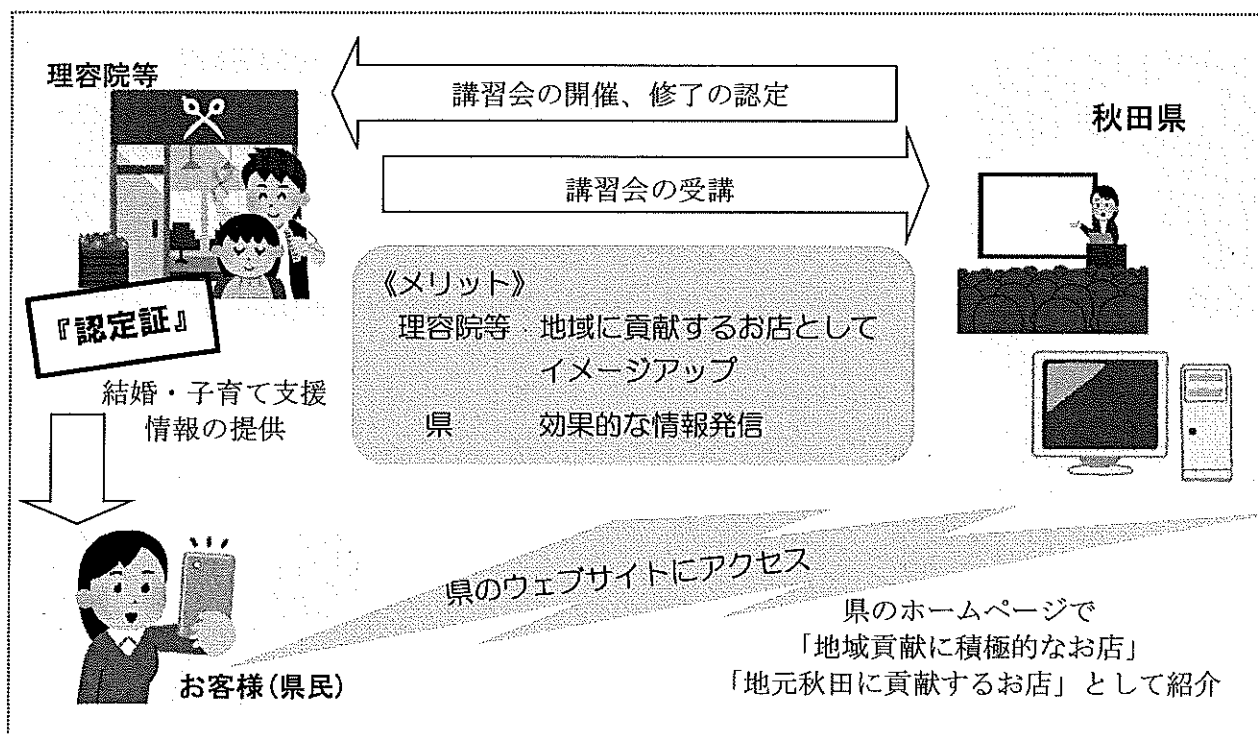 理容院等
講習会の開催、修了の認定
秋田県
講習会の受講
《メリット》
理容院等 地域に貢献するお店として
イメージアップ
県 効果的な情報発信
『認定証』
結婚・子育て支援
情報の提供
県のウェブサイトにアクセス
お客様(県民)
県のホームページで
「地域貢献に積極的なお店」
「地元秋田に貢献するお店」として紹介